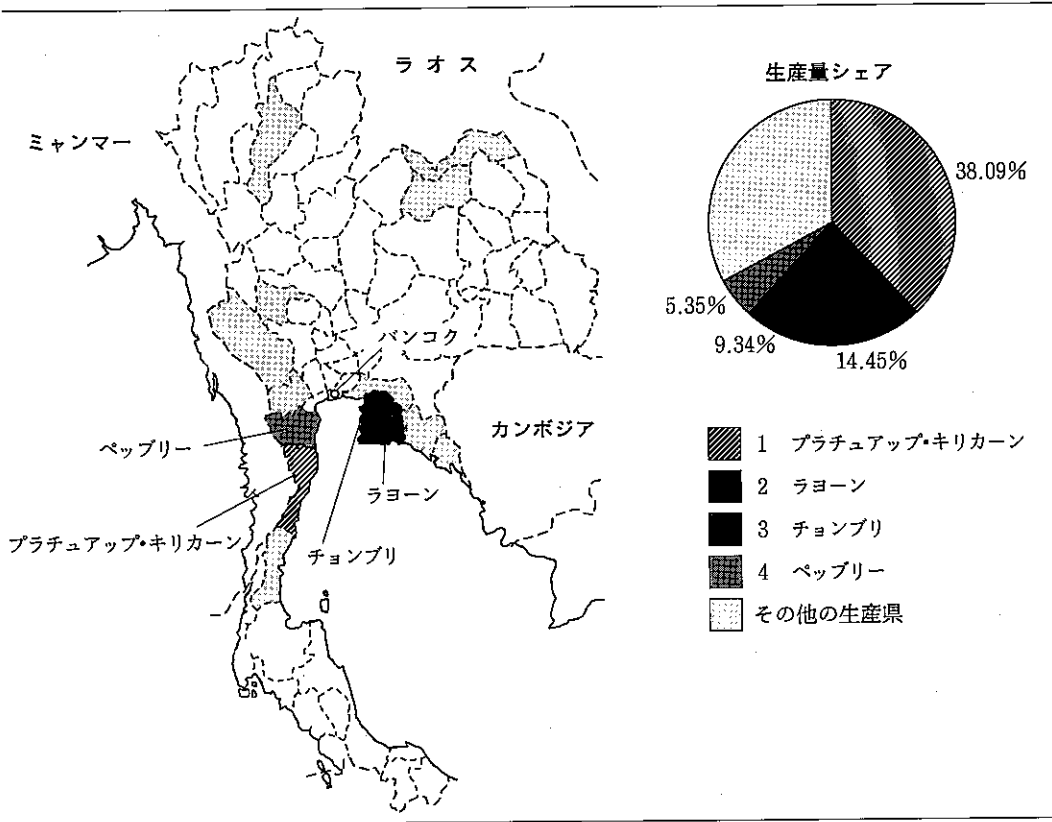 ラオス
ミャンマー
バンコク
カンボジア
ペッブリー
ラヨーン
プラチュアップ・キリカーン
チョンブリ
生産量シェア
38.09%
5.35%
9.34%
14.45%
1 プラチュアップ・キリカーン
2 ラヨーン
3 チョンブリ
4 ペッブリー
その他の生産県